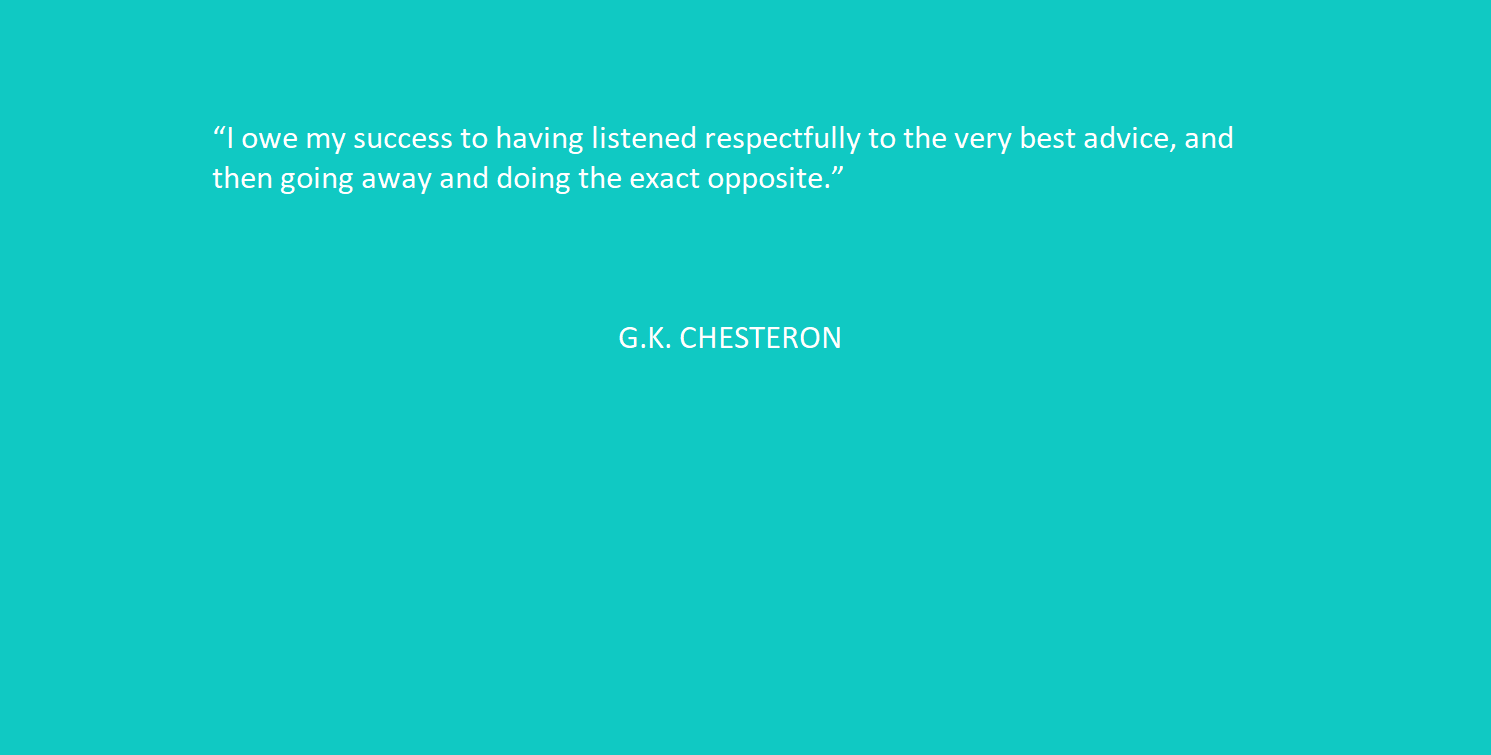 “I owe my success to having listened respectfully to the very best advice, and
then going away and doing the exact opposite.”
G.K. CHESTERON